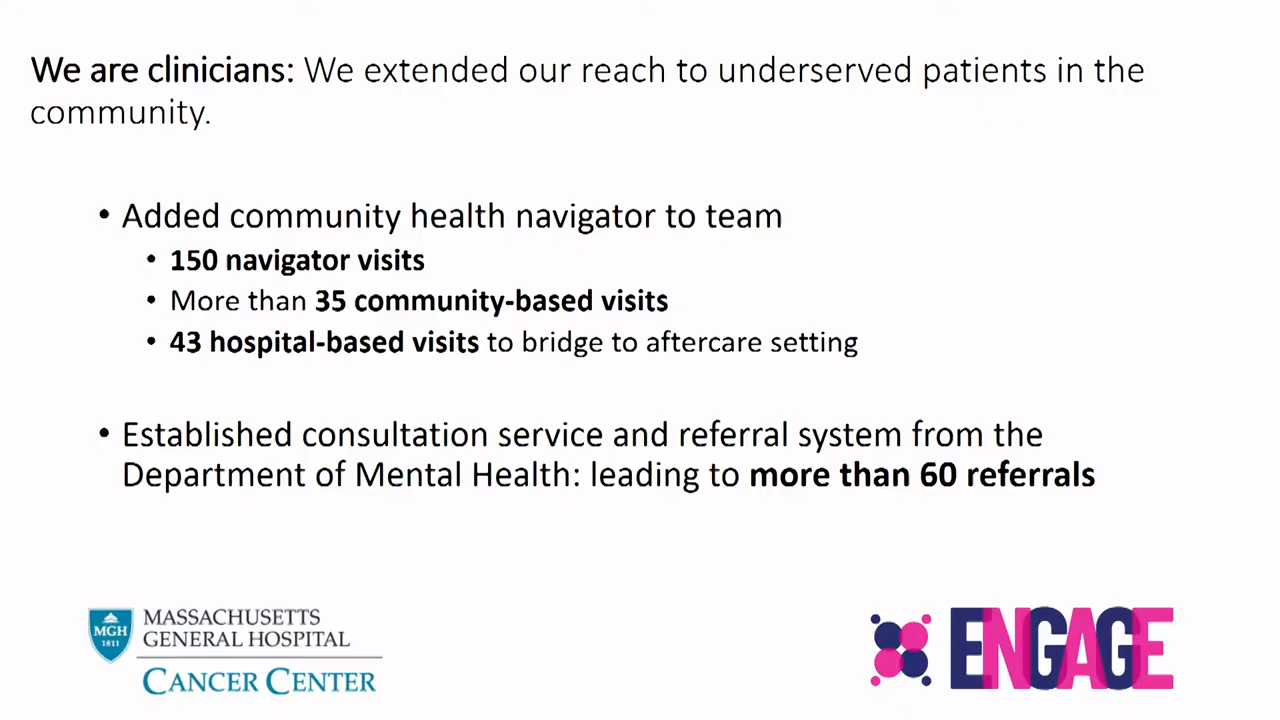 We are clinicians: We extended our reach to underserved patients in the
community.
• Added community health navigator to team
• 150 navigator visits
• More than 35 community-based visits
• 43 hospital-based visits to bridge to aftercare setting
• Established consultation service and referral system from the
Department of Mental Health: leading to more than 60 referrals
MGH
1811
MASSACHUSETTS
GENERAL HOSPITAL
CANCER CENTER
ENGAGE